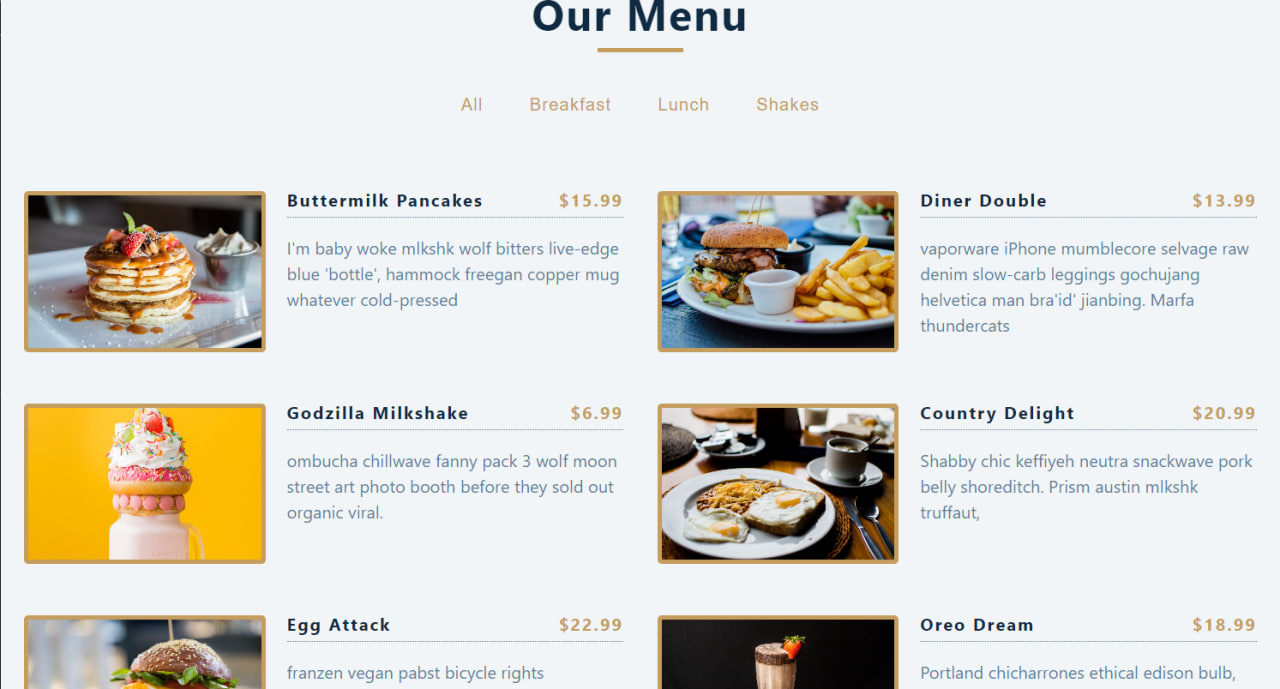 Our Menu
All Breakfast Lunch Shakes
Buttermilk Pancakes $15.99
I'm baby woke mlkshk wolf bitters live-edge
blue 'bottle', hammock freegan copper mug
whatever cold-pressed
Diner Double $13.99
vaporware iPhone mumblecore selvage raw
denim slow-carb leggings gochujang
helvetica man bra'id' jianbing. Marfa
thundercats
Godzilla Milkshake $6.99
ombucha chillwave fanny pack 3 wolf moon
street art photo booth before they sold out
organic viral.
Country Delight $20.99
Shabby chic keffiyeh neutra snackwave pork
belly shoreditch. Prism austin mlkshk
truffaut,
Egg Attack $22.99
franzen vegan pabst bicycle rights
Oreo Dream $18.99
Portland chicharrones ethical edison bulb,